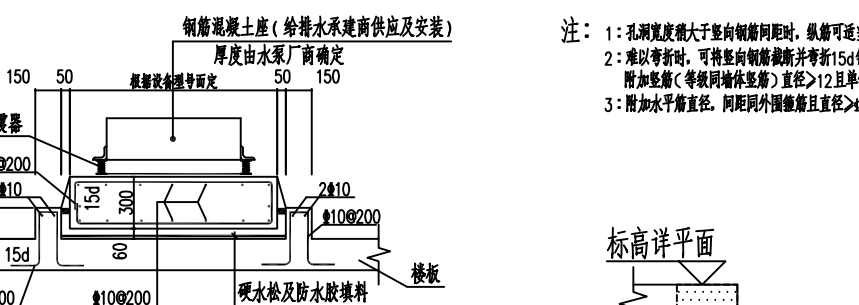 钢筋混凝土座(给排水承建商供应及安装)
厚度由水泵厂商确定
150 50 根据设备型号而定 50 150
震器
@200
15d
300
2Φ10
Φ10@200
15d
60
楼板
Φ10@200
硬水松及防水胶填料
注: 1:孔洞宽度稍大于竖向钢筋间距时, 纵筋可适
2:难以弯折时, 可将竖向钢筋截断并弯折15d
附加竖筋(等级同墙体竖筋)直径≥12且单
3:附加水平筋直径, 间距同外围箍筋且直径≥
标高详平面